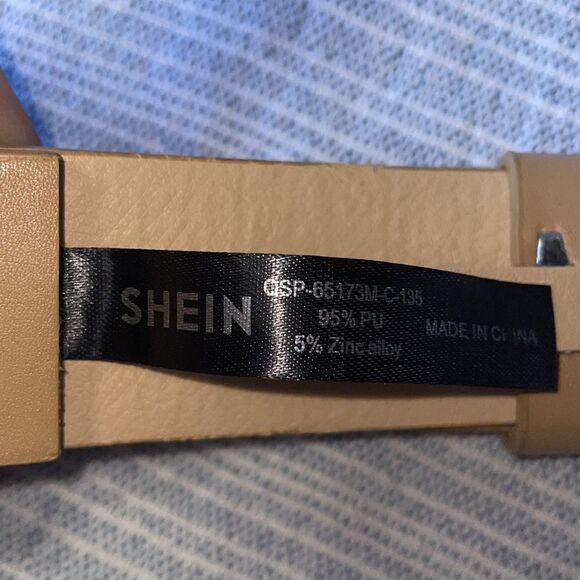 SHEIN
QSP-65173M-C-135
95% PU
5% Zinc alloy
MADE IN CHINA